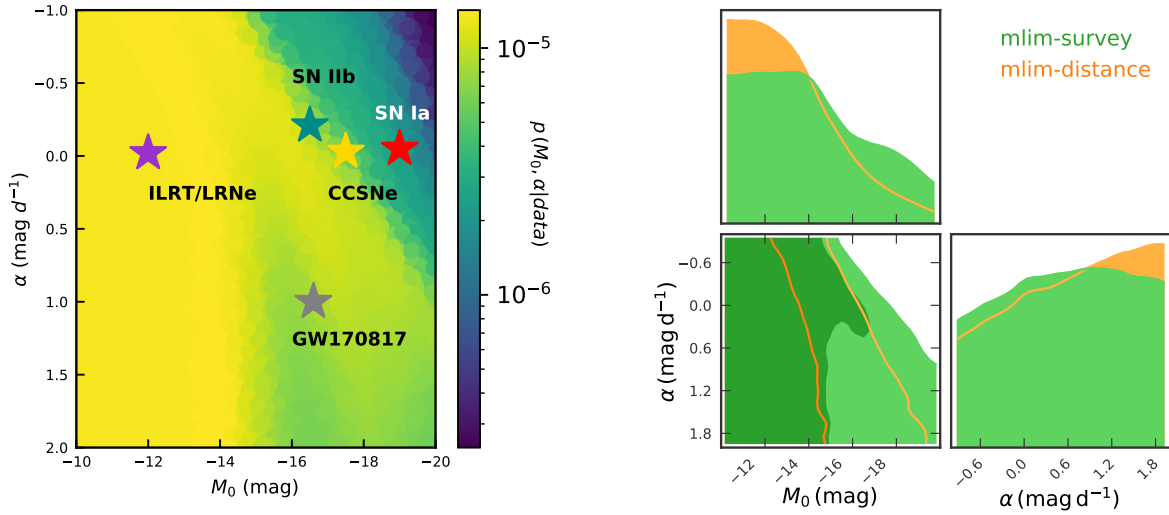 −1.0
−0.5
0.0
0.5
1.0
1.5
2.0
α (mag d⁻¹)
−10
−12
−14
−16
−18
−20
M₀ (mag)
SN IIb
SN Ia
ILRT/LRNe
CCSNe
GW170817
10⁻⁵
10⁻⁶
p (M₀, α|data)
mlim-survey
mlim-distance
−0.6
0.0
0.6
1.2
1.8
α (mag d⁻¹)
−12
−14
−16
−18
M₀ (mag)
−0.6
0.0
0.6
1.2
1.8
α (mag d⁻¹)